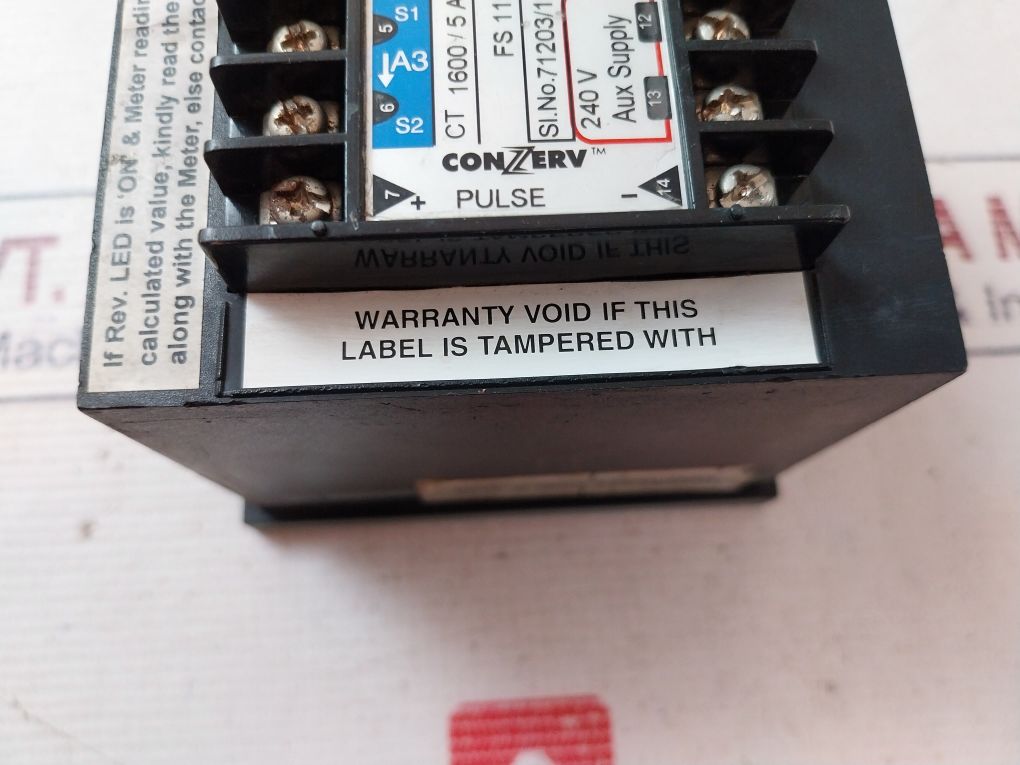 If Rev. LED is 'ON' & Meter
calculated value, kindly read the
along with the Meter, else
S1
5
A3
6
S2
CT 1600 / 5 A
FS 11
Sl.No.71203/1
240 V
Aux Supply
12
13
CONZERV™
7
+
PULSE
–
14
WARRANTY VOID IF THIS
WARRANTY VOID IF THIS
LABEL IS TAMPERED WITH
VT.
A M
& In